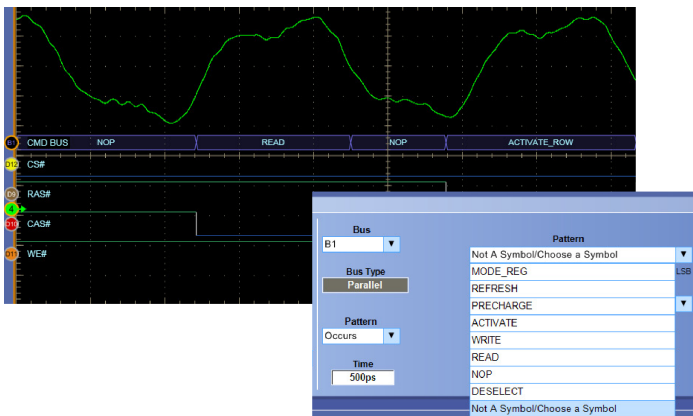 B1 CMD BUS NOP READ NOP ACTIVATE_ROW
D12 CS#
D9 RAS#
4
D10 CAS#
D11 WE#
Bus
B1
Bus Type
Parallel
Pattern
Occurs
Time
500ps
Pattern
Not A Symbol/Choose a Symbol
MODE_REG
LSB
REFRESH
PRECHARGE
ACTIVATE
WRITE
READ
NOP
DESELECT
Not A Symbol/Choose a Symbol